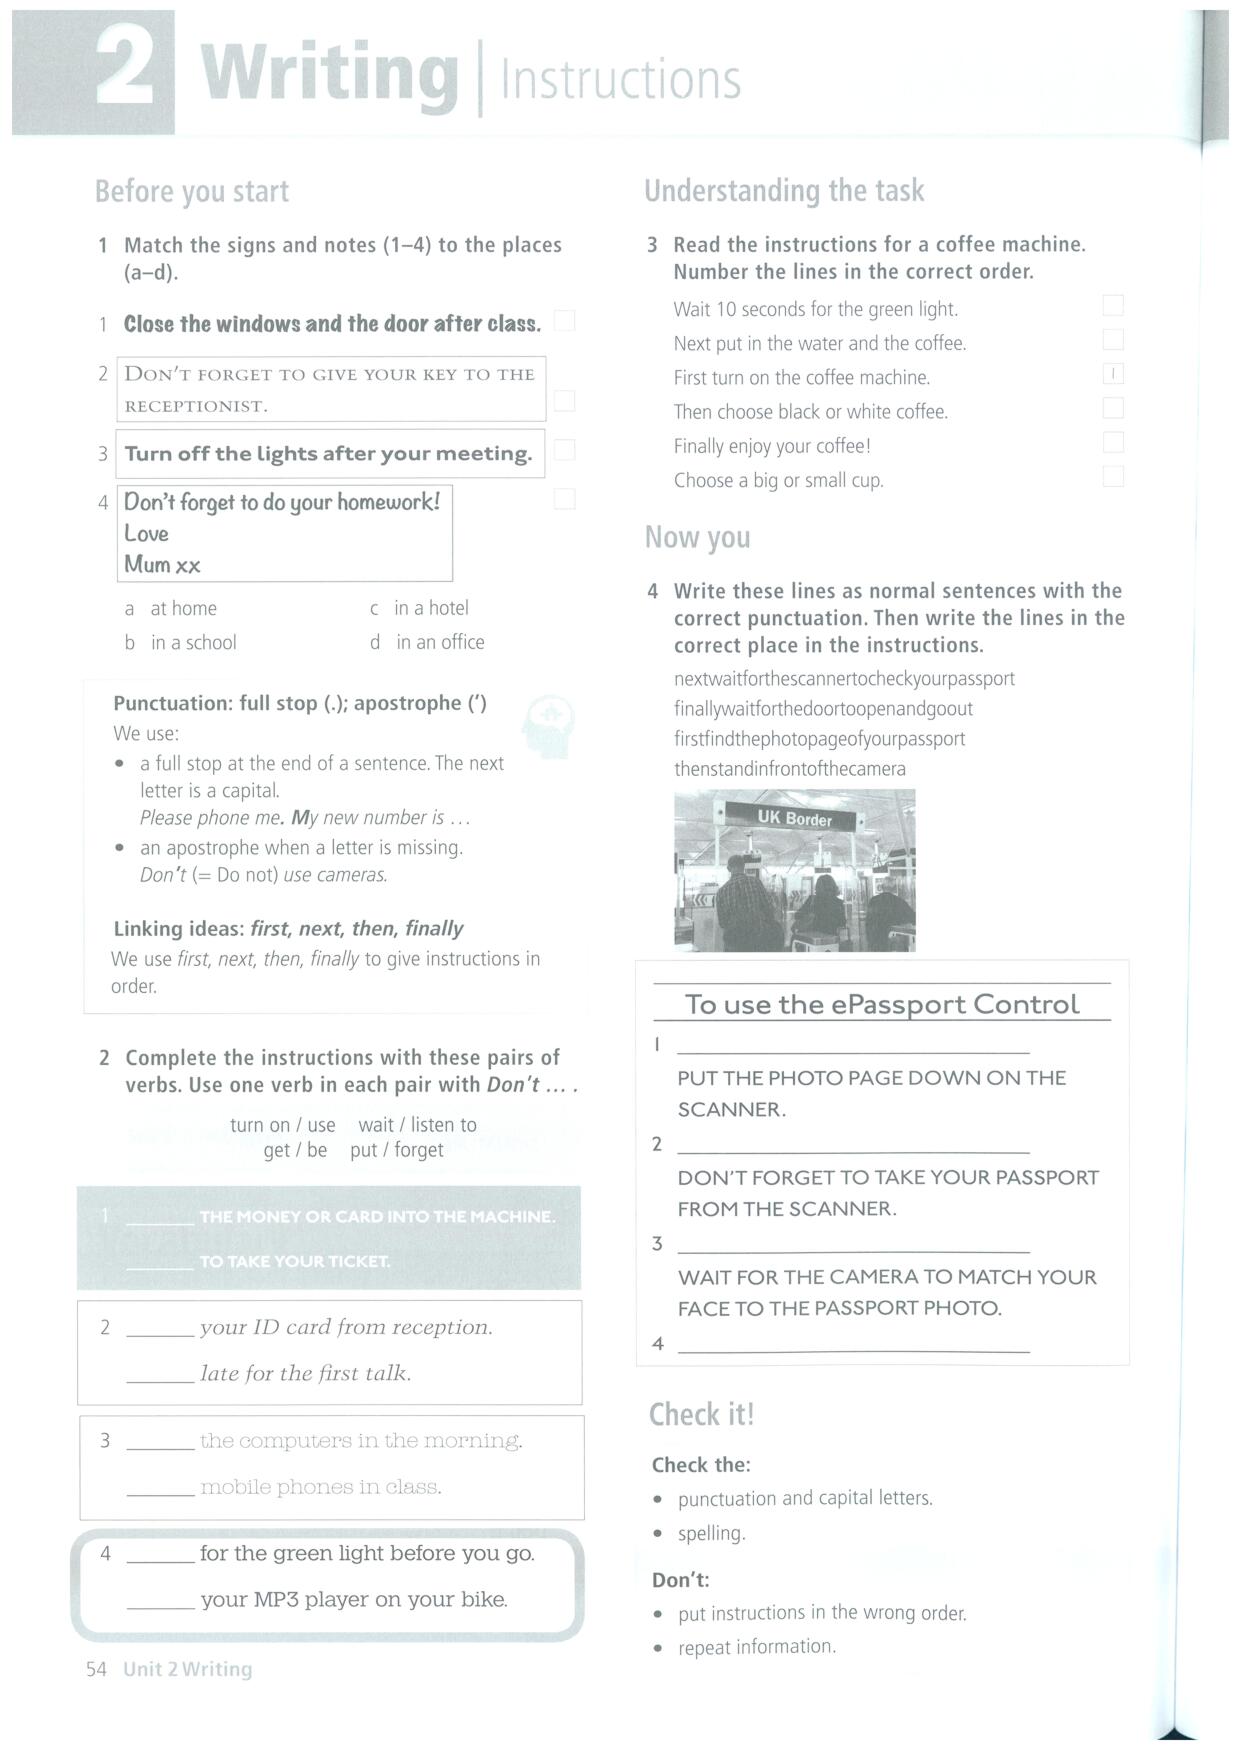 2 Writing | Instructions
Before you start
1 Match the signs and notes (1–4) to the places
(a–d).
1 Close the windows and the door after class.
2 DON'T FORGET TO GIVE YOUR KEY TO THE
RECEPTIONIST.
3 Turn off the lights after your meeting.
4 Don't forget to do your homework!
Love
Mum xx
a at home c in a hotel
b in a school d in an office
Punctuation: full stop (.); apostrophe (')
We use:
• a full stop at the end of a sentence. The next
letter is a capital.
Please phone me. My new number is …
• an apostrophe when a letter is missing.
Don't (= Do not) use cameras.
Linking ideas: first, next, then, finally
We use first, next, then, finally to give instructions in
order.
2 Complete the instructions with these pairs of
verbs. Use one verb in each pair with Don't … .
turn on / use wait / listen to
get / be put / forget
1 ______ THE MONEY OR CARD INTO THE MACHINE.
______ TO TAKE YOUR TICKET.
2 ______ your ID card from reception.
______ late for the first talk.
3 ______ the computers in the morning.
______ mobile phones in class.
4 ______ for the green light before you go.
______ your MP3 player on your bike.
54 Unit 2 Writing
Understanding the task
3 Read the instructions for a coffee machine.
Number the lines in the correct order.
Wait 10 seconds for the green light.
Next put in the water and the coffee.
First turn on the coffee machine. 1
Then choose black or white coffee.
Finally enjoy your coffee!
Choose a big or small cup.
Now you
4 Write these lines as normal sentences with the
correct punctuation. Then write the lines in the
correct place in the instructions.
nextwaitforthescannertocheckyourpassport
finallywaitforthedoortoopenandgoout
firstfindthephotopageofyourpassport
thenstandinfrontofthecamera
UK Border
To use the ePassport Control
1 ______
PUT THE PHOTO PAGE DOWN ON THE
SCANNER.
2 ______
DON'T FORGET TO TAKE YOUR PASSPORT
FROM THE SCANNER.
3 ______
WAIT FOR THE CAMERA TO MATCH YOUR
FACE TO THE PASSPORT PHOTO.
4 ______
Check it!
Check the:
• punctuation and capital letters.
• spelling.
Don't:
• put instructions in the wrong order.
• repeat information.